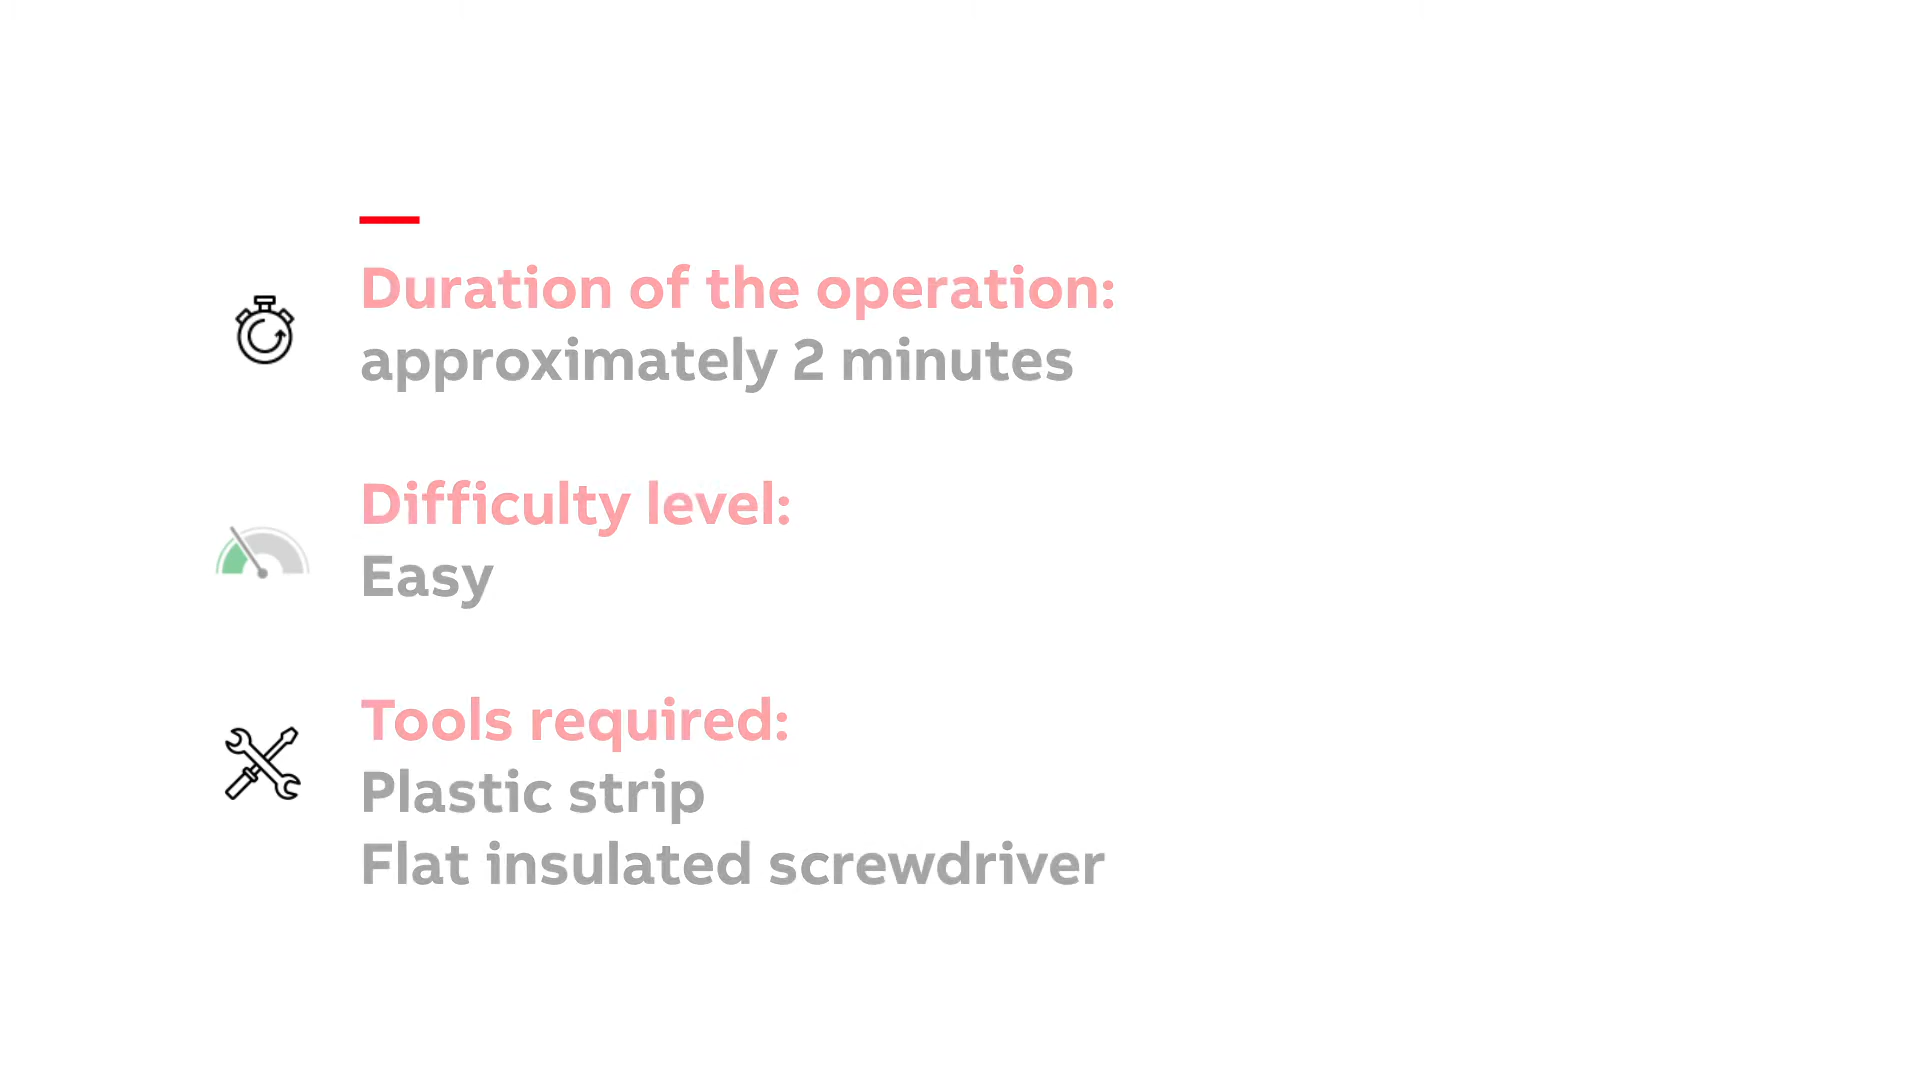 Duration of the operation:
approximately 2 minutes
Difficulty level:
Easy
Tools required:
Plastic strip
Flat insulated screwdriver